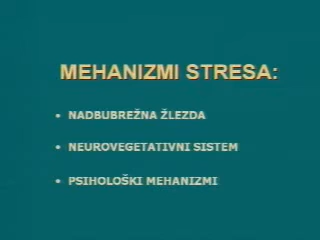 MEHANIZMI STRESA:
• NADBUBREŽNA ŽLEZDA
• NEUROVEGETATIVNI SISTEM
• PSIHOLOŠKI MEHANIZMI